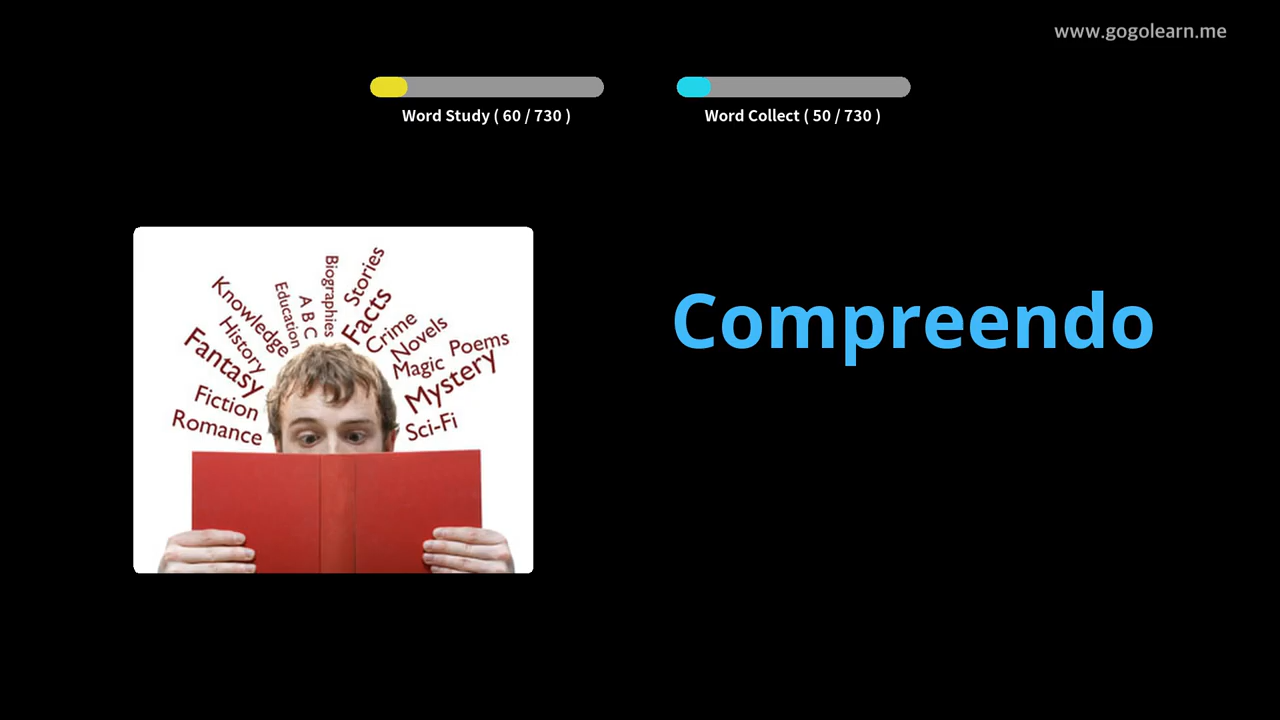 www.gogolearn.me
Word Study ( 60 / 730 )
Word Collect ( 50 / 730 )
Compreendo
Stories
Biographies
Facts
Education
A B C
Knowledge
Crime
Novels
History
Poems
Magic
Fantasy
Mystery
Fiction
Sci-Fi
Romance